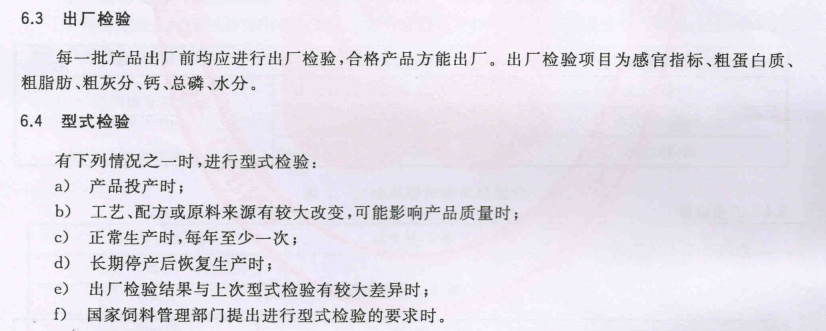 6.3 出厂检验
每一批产品出厂前均应进行出厂检验,合格产品方能出厂。出厂检验项目为感官指标、粗蛋白质、
粗脂肪、粗灰分、钙、总磷、水分。
6.4 型式检验
有下列情况之一时,进行型式检验:
a) 产品投产时;
b) 工艺、配方或原料来源有较大改变,可能影响产品质量时;
c) 正常生产时,每年至少一次;
d) 长期停产后恢复生产时;
e) 出厂检验结果与上次型式检验有较大差异时;
f) 国家饲料管理部门提出进行型式检验的要求时。